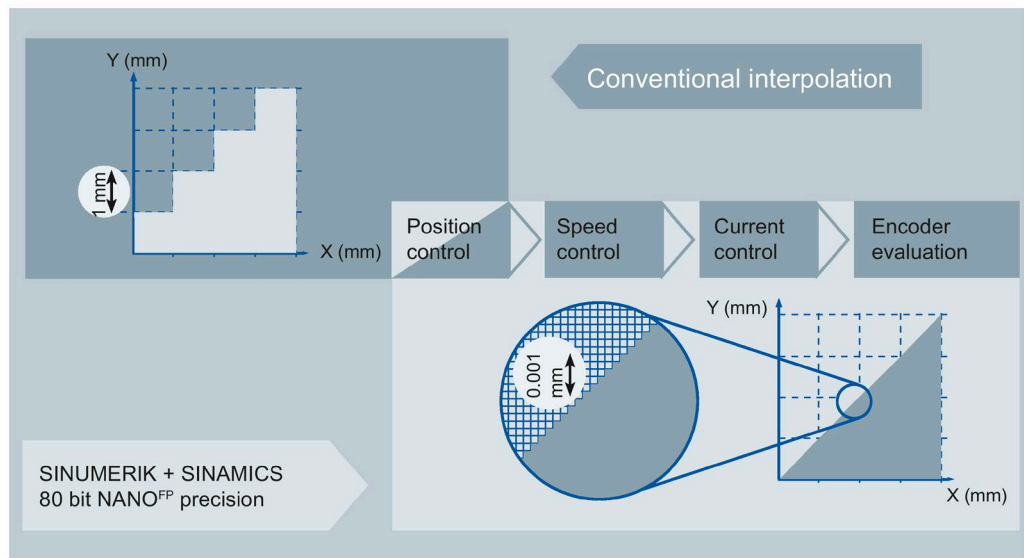 Y (mm)
Conventional interpolation
1 mm
X (mm)
Position
control
Speed
control
Current
control
Encoder
evaluation
Y (mm)
0.001
mm
SINUMERIK + SINAMICS
80 bit NANOFP precision
X (mm)